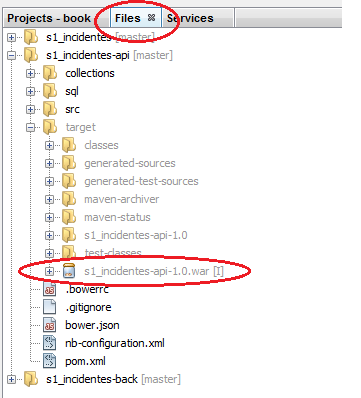 Projects - book Files Services
s1_incidentes [master]
s1_incidentes-api [master]
collections
sql
src
target
classes
generated-sources
generated-test-sources
maven-archiver
maven-status
s1_incidentes-api-1.0
test-classes
s1_incidentes-api-1.0.war [I]
.bowerrc
.gitignore
bower.json
nb-configuration.xml
pom.xml
s1_incidentes-back [master]